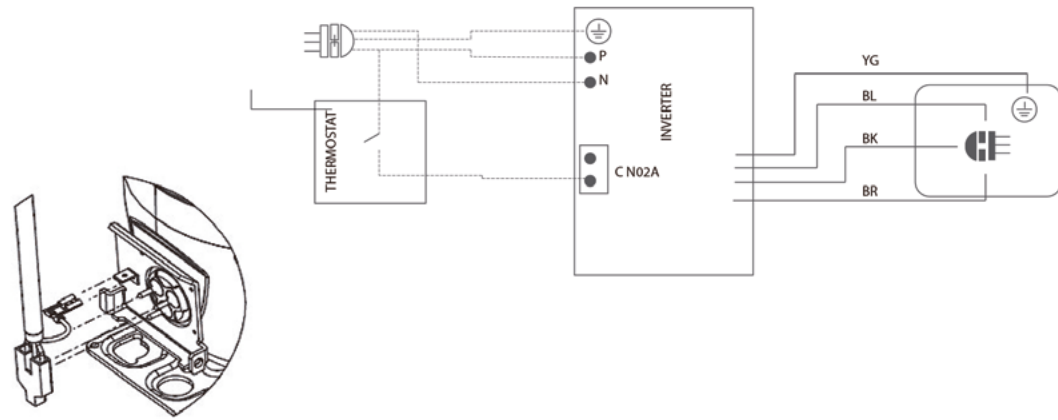 P
N
THERMOSTAT
INVERTER
C N02A
YG
BL
BK
BR